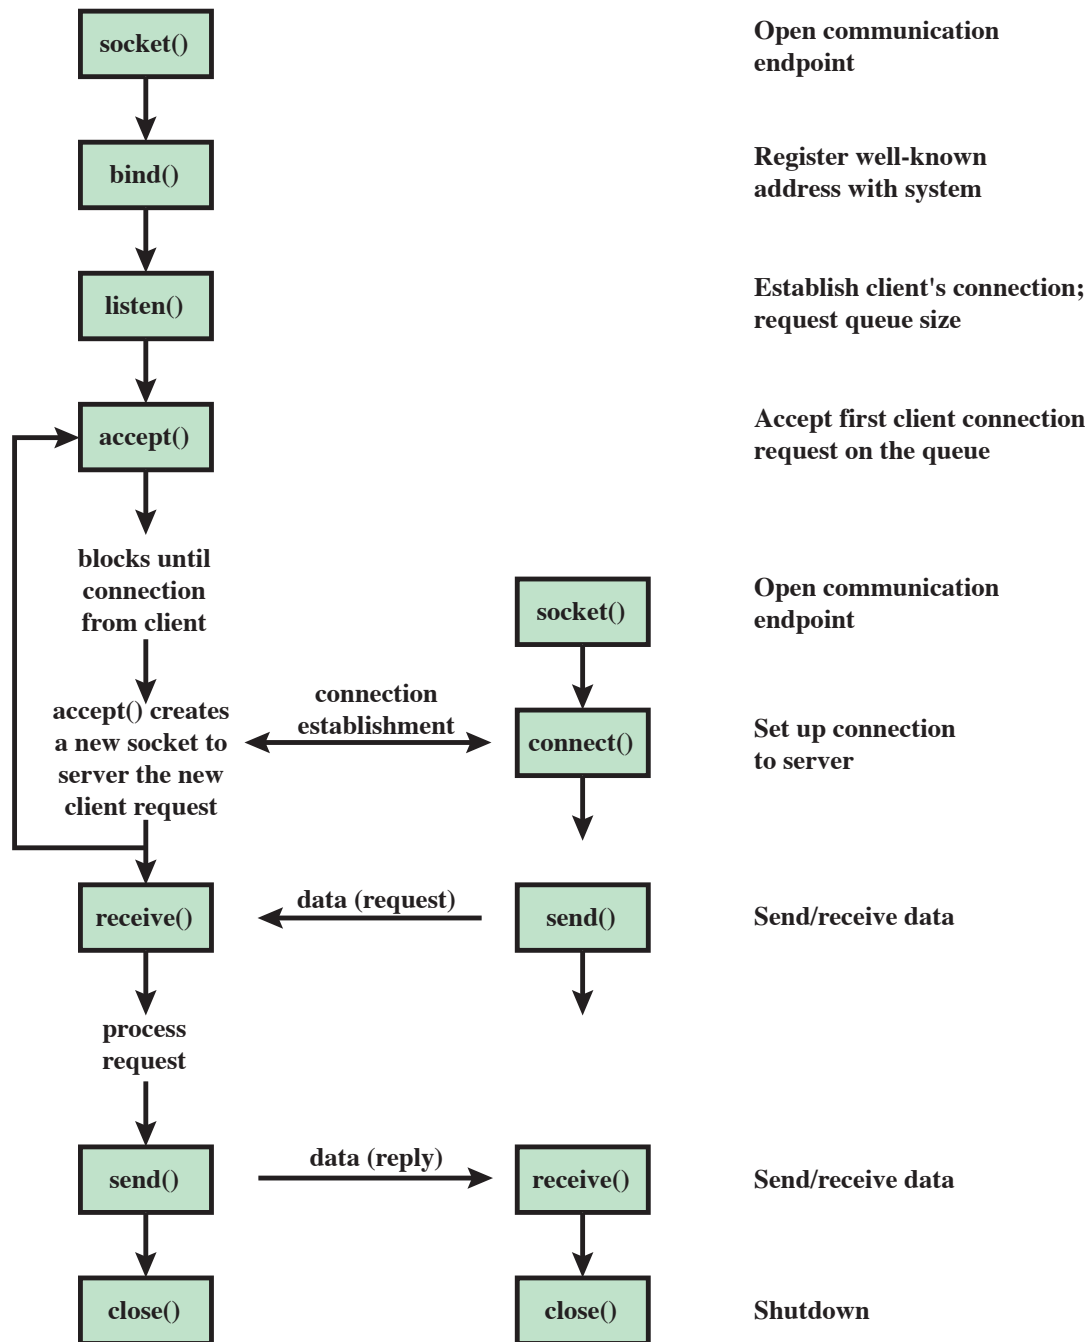 socket()
Open communication
endpoint
bind()
Register well-known
address with system
listen()
Establish client's connection;
request queue size
accept()
Accept first client connection
request on the queue
blocks until
connection
from client
socket()
Open communication
endpoint
accept() creates
a new socket to
server the new
client request
connection
establishment
connect()
Set up connection
to server
receive()
data (request)
send()
Send/receive data
process
request
send()
data (reply)
receive()
Send/receive data
close()
close()
Shutdown